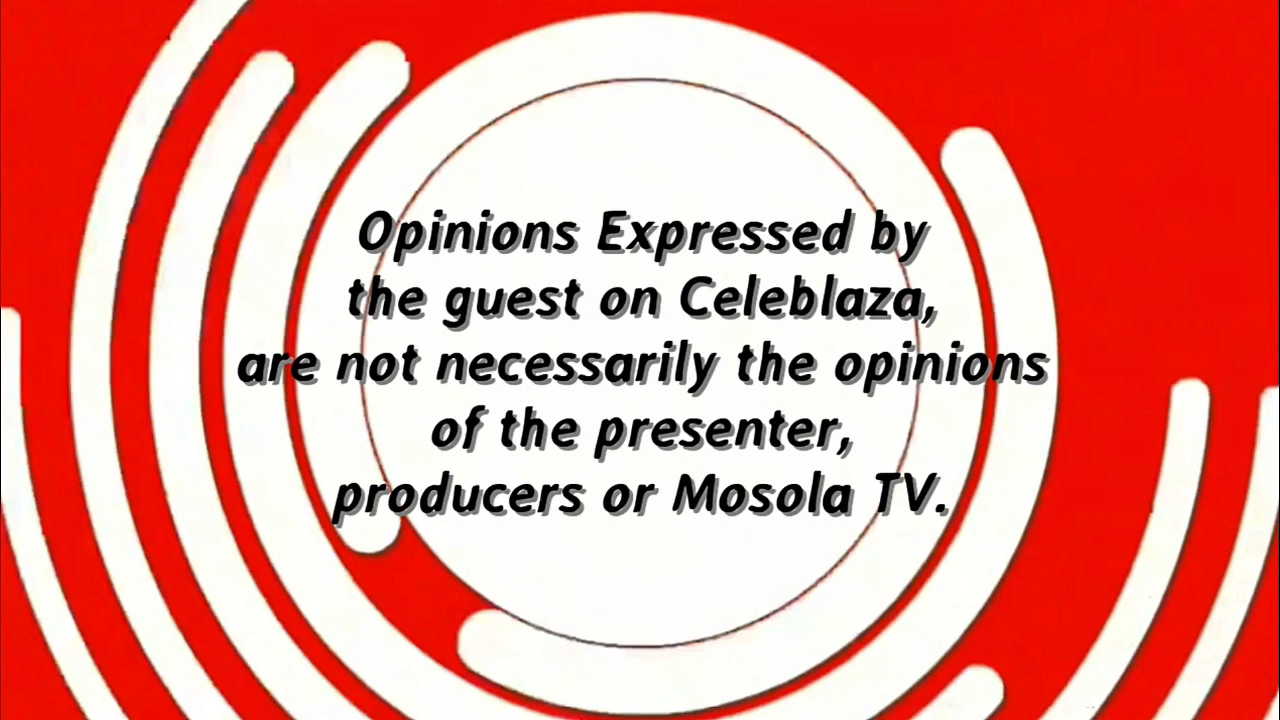 Opinions Expressed by
the guest on Celeblaza,
are not necessarily the opinions
of the presenter,
producers or Mosola TV.